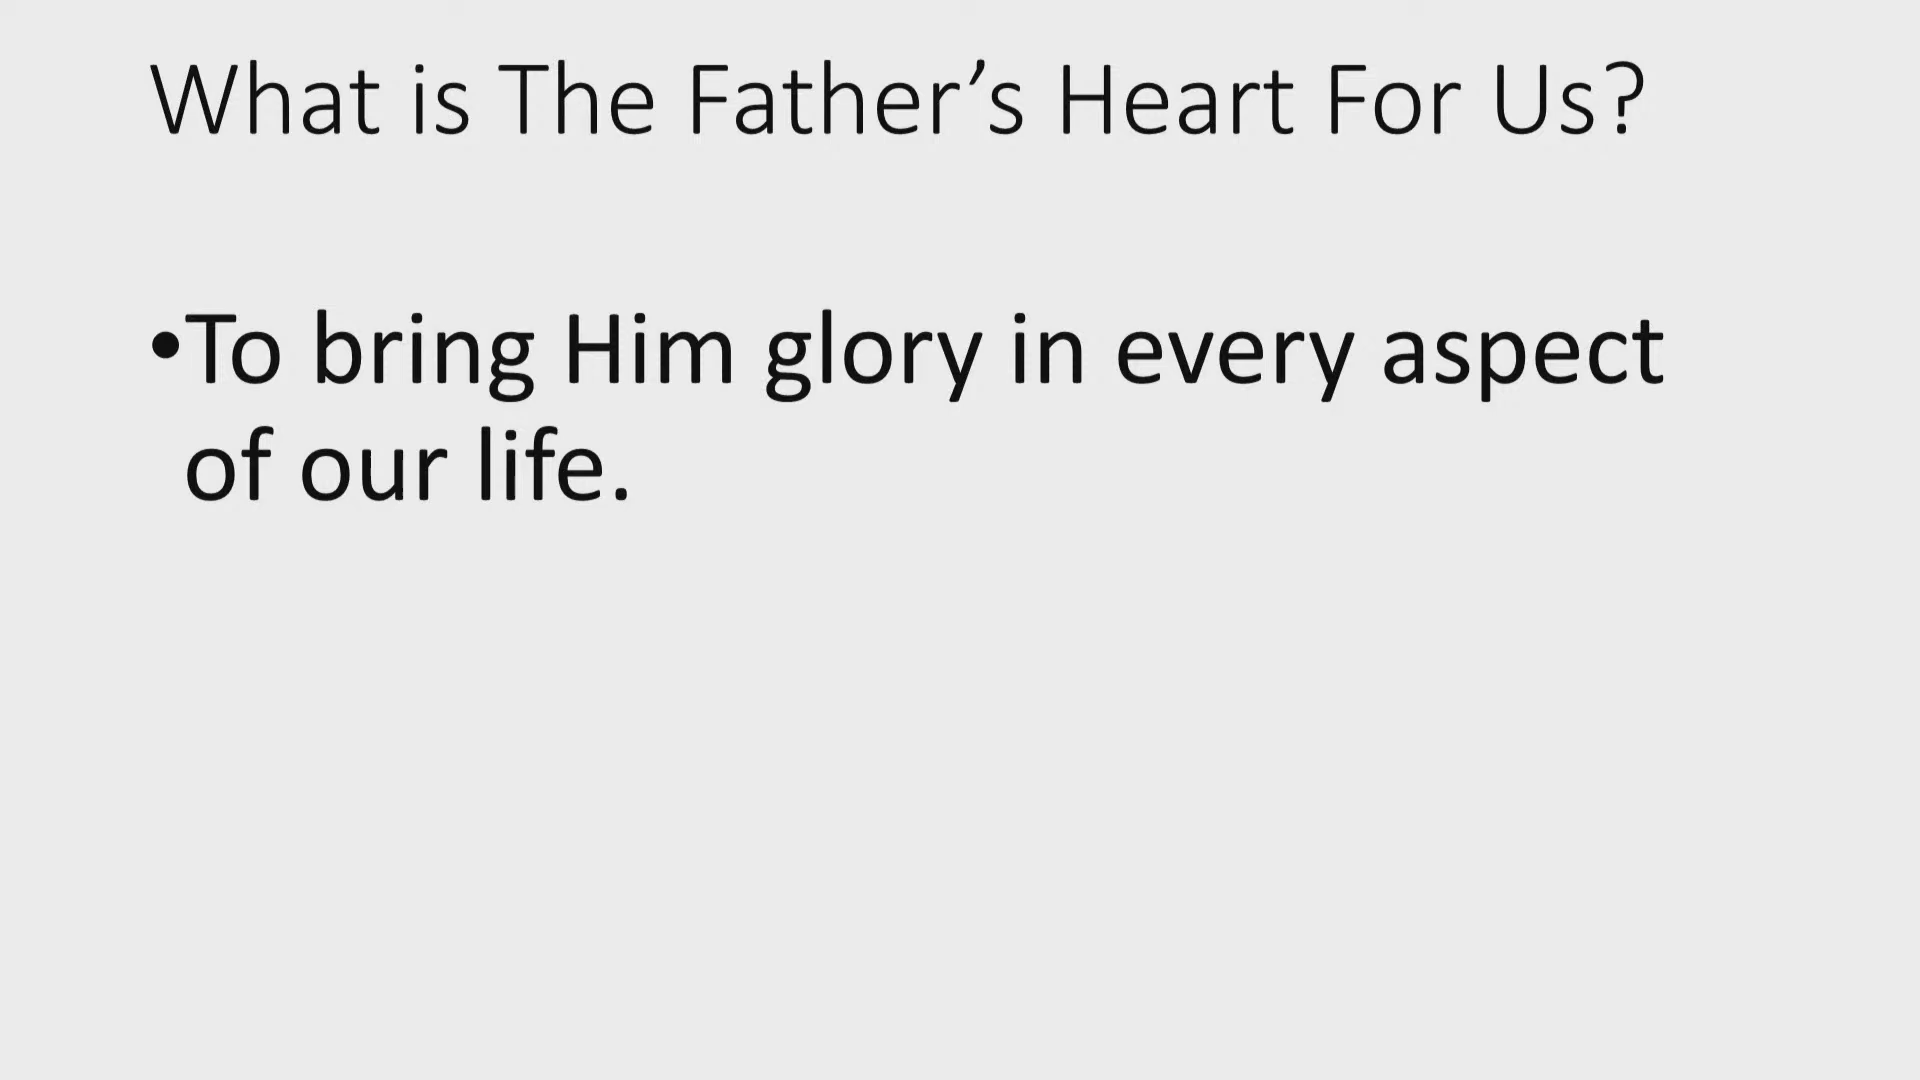 What is The Father’s Heart For Us?
•To bring Him glory in every aspect
of our life.